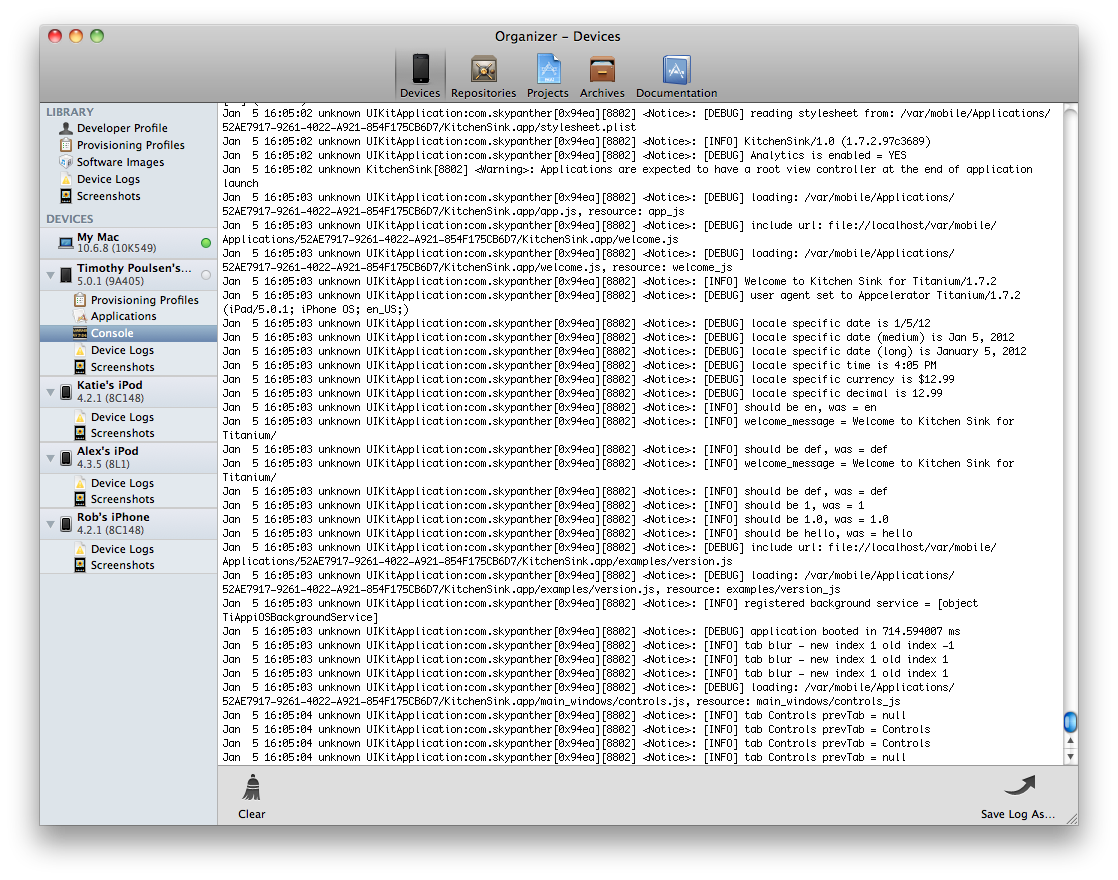 Organizer – Devices
Devices Repositories Projects Archives Documentation
LIBRARY
Developer Profile
Provisioning Profiles
Software Images
Device Logs
Screenshots
DEVICES
My Mac
10.6.8 (10K549)
Timothy Poulsen's...
5.0.1 (9A405)
Provisioning Profiles
Applications
Console
Device Logs
Screenshots
Katie's iPod
4.2.1 (8C148)
Device Logs
Screenshots
Alex's iPod
4.3.5 (8L1)
Device Logs
Screenshots
Rob's iPhone
4.2.1 (8C148)
Device Logs
Screenshots
Jan  5 16:05:02 unknown UIKitApplication:com.skypanther[0x94ea][8802] <Notice>: [DEBUG] reading stylesheet from: /var/mobile/Applications/
52AE7917-9261-4022-A921-854F175CB6D7/KitchenSink.app/stylesheet.plist
Jan  5 16:05:02 unknown UIKitApplication:com.skypanther[0x94ea][8802] <Notice>: [INFO] KitchenSink/1.0 (1.7.2.97c3689)
Jan  5 16:05:02 unknown UIKitApplication:com.skypanther[0x94ea][8802] <Notice>: [DEBUG] Analytics is enabled = YES
Jan  5 16:05:02 unknown KitchenSink[8802] <Warning>: Applications are expected to have a root view controller at the end of application
launch
Jan  5 16:05:03 unknown UIKitApplication:com.skypanther[0x94ea][8802] <Notice>: [DEBUG] loading: /var/mobile/Applications/
52AE7917-9261-4022-A921-854F175CB6D7/KitchenSink.app/app.js, resource: app_js
Jan  5 16:05:03 unknown UIKitApplication:com.skypanther[0x94ea][8802] <Notice>: [DEBUG] include url: file://localhost/var/mobile/
Applications/52AE7917-9261-4022-A921-854F175CB6D7/KitchenSink.app/welcome.js
Jan  5 16:05:03 unknown UIKitApplication:com.skypanther[0x94ea][8802] <Notice>: [DEBUG] loading: /var/mobile/Applications/
52AE7917-9261-4022-A921-854F175CB6D7/KitchenSink.app/welcome.js, resource: welcome_js
Jan  5 16:05:03 unknown UIKitApplication:com.skypanther[0x94ea][8802] <Notice>: [INFO] Welcome to Kitchen Sink for Titanium/1.7.2
Jan  5 16:05:03 unknown UIKitApplication:com.skypanther[0x94ea][8802] <Notice>: [DEBUG] user agent set to Appcelerator Titanium/1.7.2
(iPad/5.0.1; iPhone OS; en_US;)
Jan  5 16:05:03 unknown UIKitApplication:com.skypanther[0x94ea][8802] <Notice>: [DEBUG] locale specific date is 1/5/12
Jan  5 16:05:03 unknown UIKitApplication:com.skypanther[0x94ea][8802] <Notice>: [DEBUG] locale specific date (medium) is Jan 5, 2012
Jan  5 16:05:03 unknown UIKitApplication:com.skypanther[0x94ea][8802] <Notice>: [DEBUG] locale specific date (long) is January 5, 2012
Jan  5 16:05:03 unknown UIKitApplication:com.skypanther[0x94ea][8802] <Notice>: [DEBUG] locale specific time is 4:05 PM
Jan  5 16:05:03 unknown UIKitApplication:com.skypanther[0x94ea][8802] <Notice>: [DEBUG] locale specific currency is $12.99
Jan  5 16:05:03 unknown UIKitApplication:com.skypanther[0x94ea][8802] <Notice>: [DEBUG] locale specific decimal is 12.99
Jan  5 16:05:03 unknown UIKitApplication:com.skypanther[0x94ea][8802] <Notice>: [INFO] should be en, was = en
Jan  5 16:05:03 unknown UIKitApplication:com.skypanther[0x94ea][8802] <Notice>: [INFO] welcome_message = Welcome to Kitchen Sink for
Titanium/
Jan  5 16:05:03 unknown UIKitApplication:com.skypanther[0x94ea][8802] <Notice>: [INFO] should be def, was = def
Jan  5 16:05:03 unknown UIKitApplication:com.skypanther[0x94ea][8802] <Notice>: [INFO] welcome_message = Welcome to Kitchen Sink for
Titanium/
Jan  5 16:05:03 unknown UIKitApplication:com.skypanther[0x94ea][8802] <Notice>: [INFO] should be def, was = def
Jan  5 16:05:03 unknown UIKitApplication:com.skypanther[0x94ea][8802] <Notice>: [INFO] should be 1, was = 1
Jan  5 16:05:03 unknown UIKitApplication:com.skypanther[0x94ea][8802] <Notice>: [INFO] should be 1.0, was = 1.0
Jan  5 16:05:03 unknown UIKitApplication:com.skypanther[0x94ea][8802] <Notice>: [INFO] should be hello, was = hello
Jan  5 16:05:03 unknown UIKitApplication:com.skypanther[0x94ea][8802] <Notice>: [DEBUG] include url: file://localhost/var/mobile/
Applications/52AE7917-9261-4022-A921-854F175CB6D7/KitchenSink.app/examples/version.js
Jan  5 16:05:03 unknown UIKitApplication:com.skypanther[0x94ea][8802] <Notice>: [DEBUG] loading: /var/mobile/Applications/
52AE7917-9261-4022-A921-854F175CB6D7/KitchenSink.app/examples/version.js, resource: examples/version_js
Jan  5 16:05:03 unknown UIKitApplication:com.skypanther[0x94ea][8802] <Notice>: [INFO] registered background service = [object
TiAppiOSBackgroundService]
Jan  5 16:05:03 unknown UIKitApplication:com.skypanther[0x94ea][8802] <Notice>: [DEBUG] application booted in 714.594007 ms
Jan  5 16:05:03 unknown UIKitApplication:com.skypanther[0x94ea][8802] <Notice>: [INFO] tab blur - new index 1 old index -1
Jan  5 16:05:03 unknown UIKitApplication:com.skypanther[0x94ea][8802] <Notice>: [INFO] tab blur - new index 1 old index 1
Jan  5 16:05:03 unknown UIKitApplication:com.skypanther[0x94ea][8802] <Notice>: [INFO] tab blur - new index 1 old index 1
Jan  5 16:05:03 unknown UIKitApplication:com.skypanther[0x94ea][8802] <Notice>: [DEBUG] loading: /var/mobile/Applications/
52AE7917-9261-4022-A921-854F175CB6D7/KitchenSink.app/main_windows/controls.js, resource: main_windows/controls_js
Jan  5 16:05:04 unknown UIKitApplication:com.skypanther[0x94ea][8802] <Notice>: [INFO] tab Controls prevTab = null
Jan  5 16:05:04 unknown UIKitApplication:com.skypanther[0x94ea][8802] <Notice>: [INFO] tab Controls prevTab = Controls
Jan  5 16:05:04 unknown UIKitApplication:com.skypanther[0x94ea][8802] <Notice>: [INFO] tab Controls prevTab = Controls
Jan  5 16:05:04 unknown UIKitApplication:com.skypanther[0x94ea][8802] <Notice>: [INFO] tab Controls prevTab = null
Clear
Save Log As...